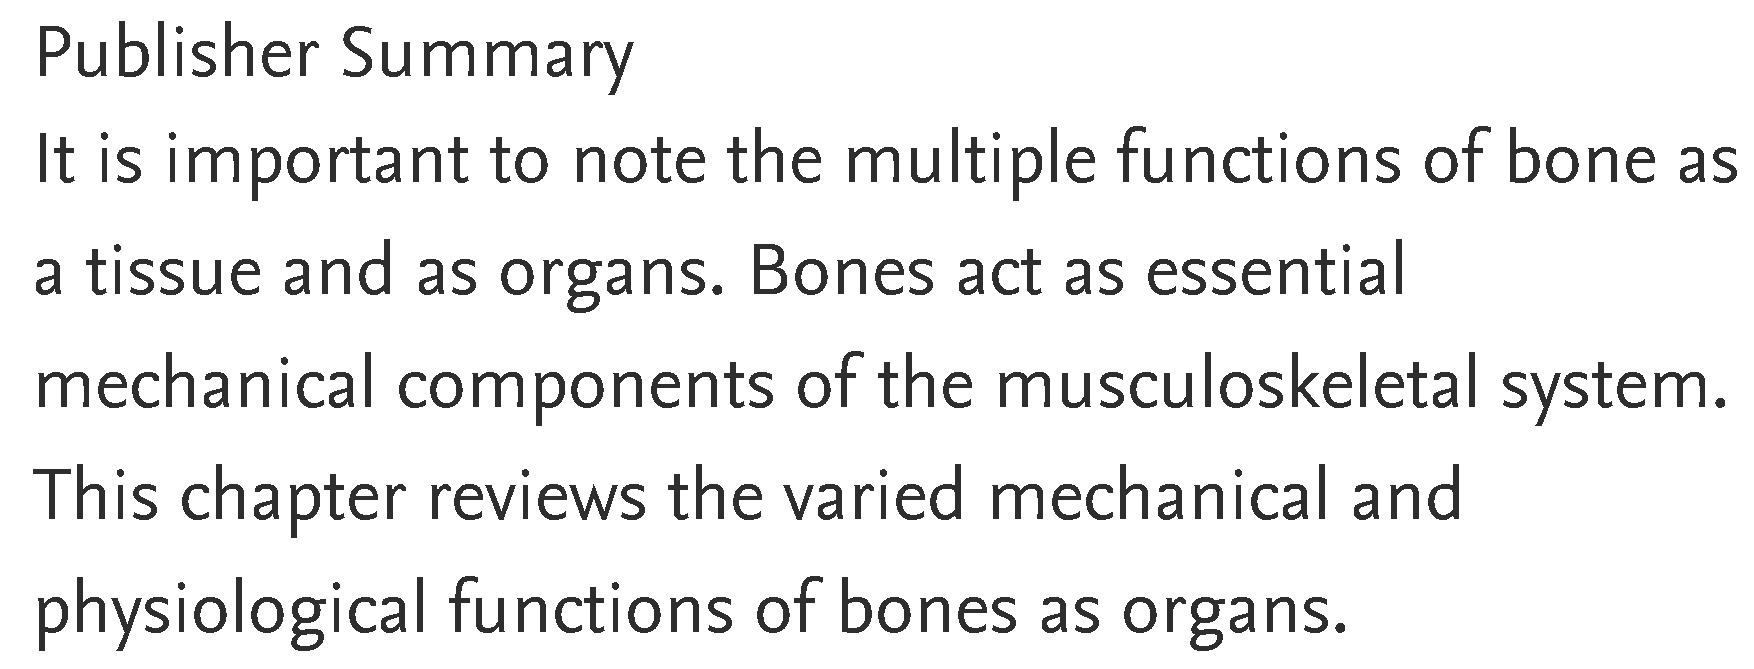 Publisher Summary
It is important to note the multiple functions of bone as
a tissue and as organs. Bones act as essential
mechanical components of the musculoskeletal system.
This chapter reviews the varied mechanical and
physiological functions of bones as organs.